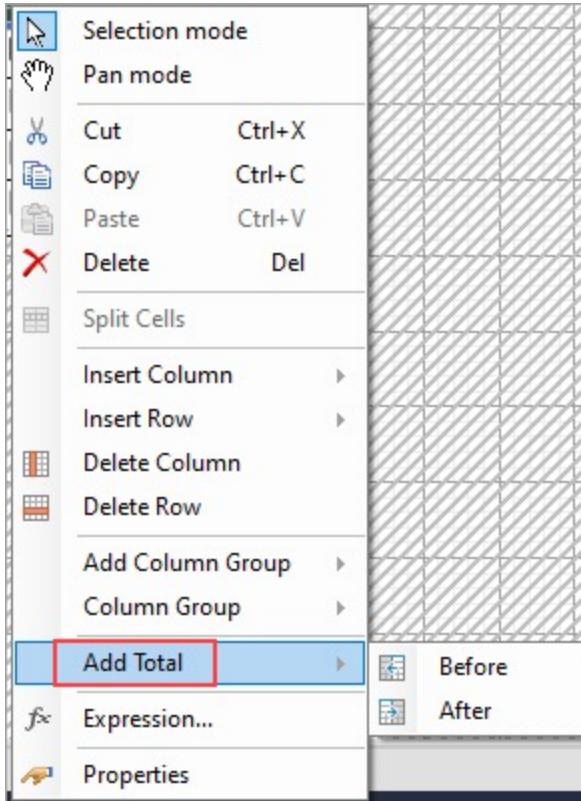 Selection mode
Pan mode
Cut Ctrl+X
Copy Ctrl+C
Paste Ctrl+V
Delete Del
Split Cells
Insert Column
Insert Row
Delete Column
Delete Row
Add Column Group
Column Group
Add Total
Before
After
fx Expression...
Properties